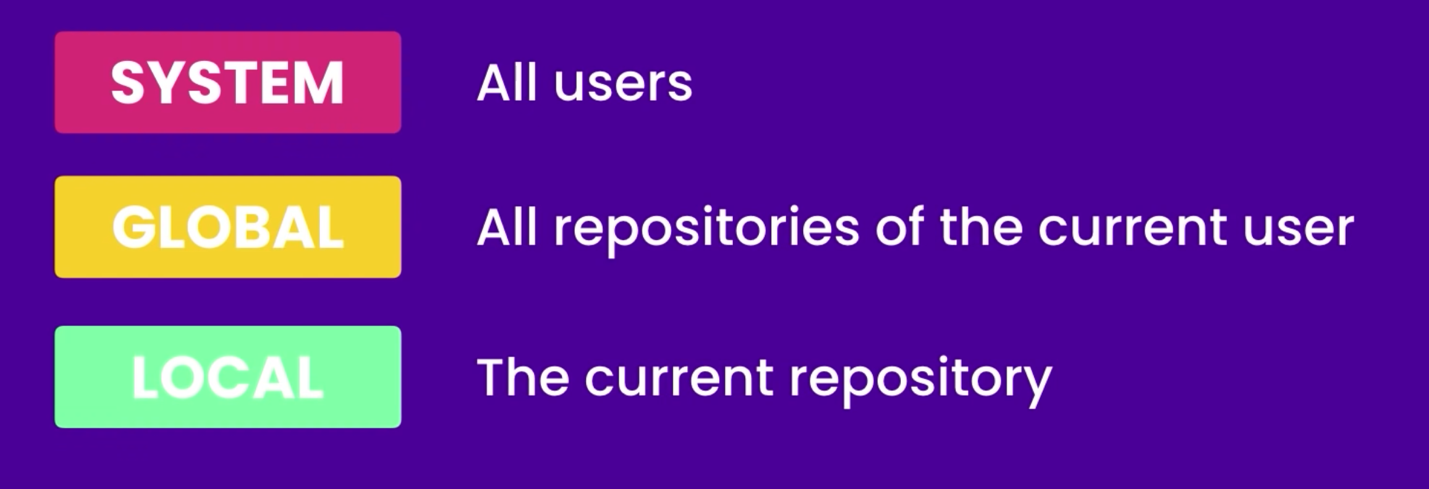 SYSTEM All users
GLOBAL All repositories of the current user
LOCAL The current repository